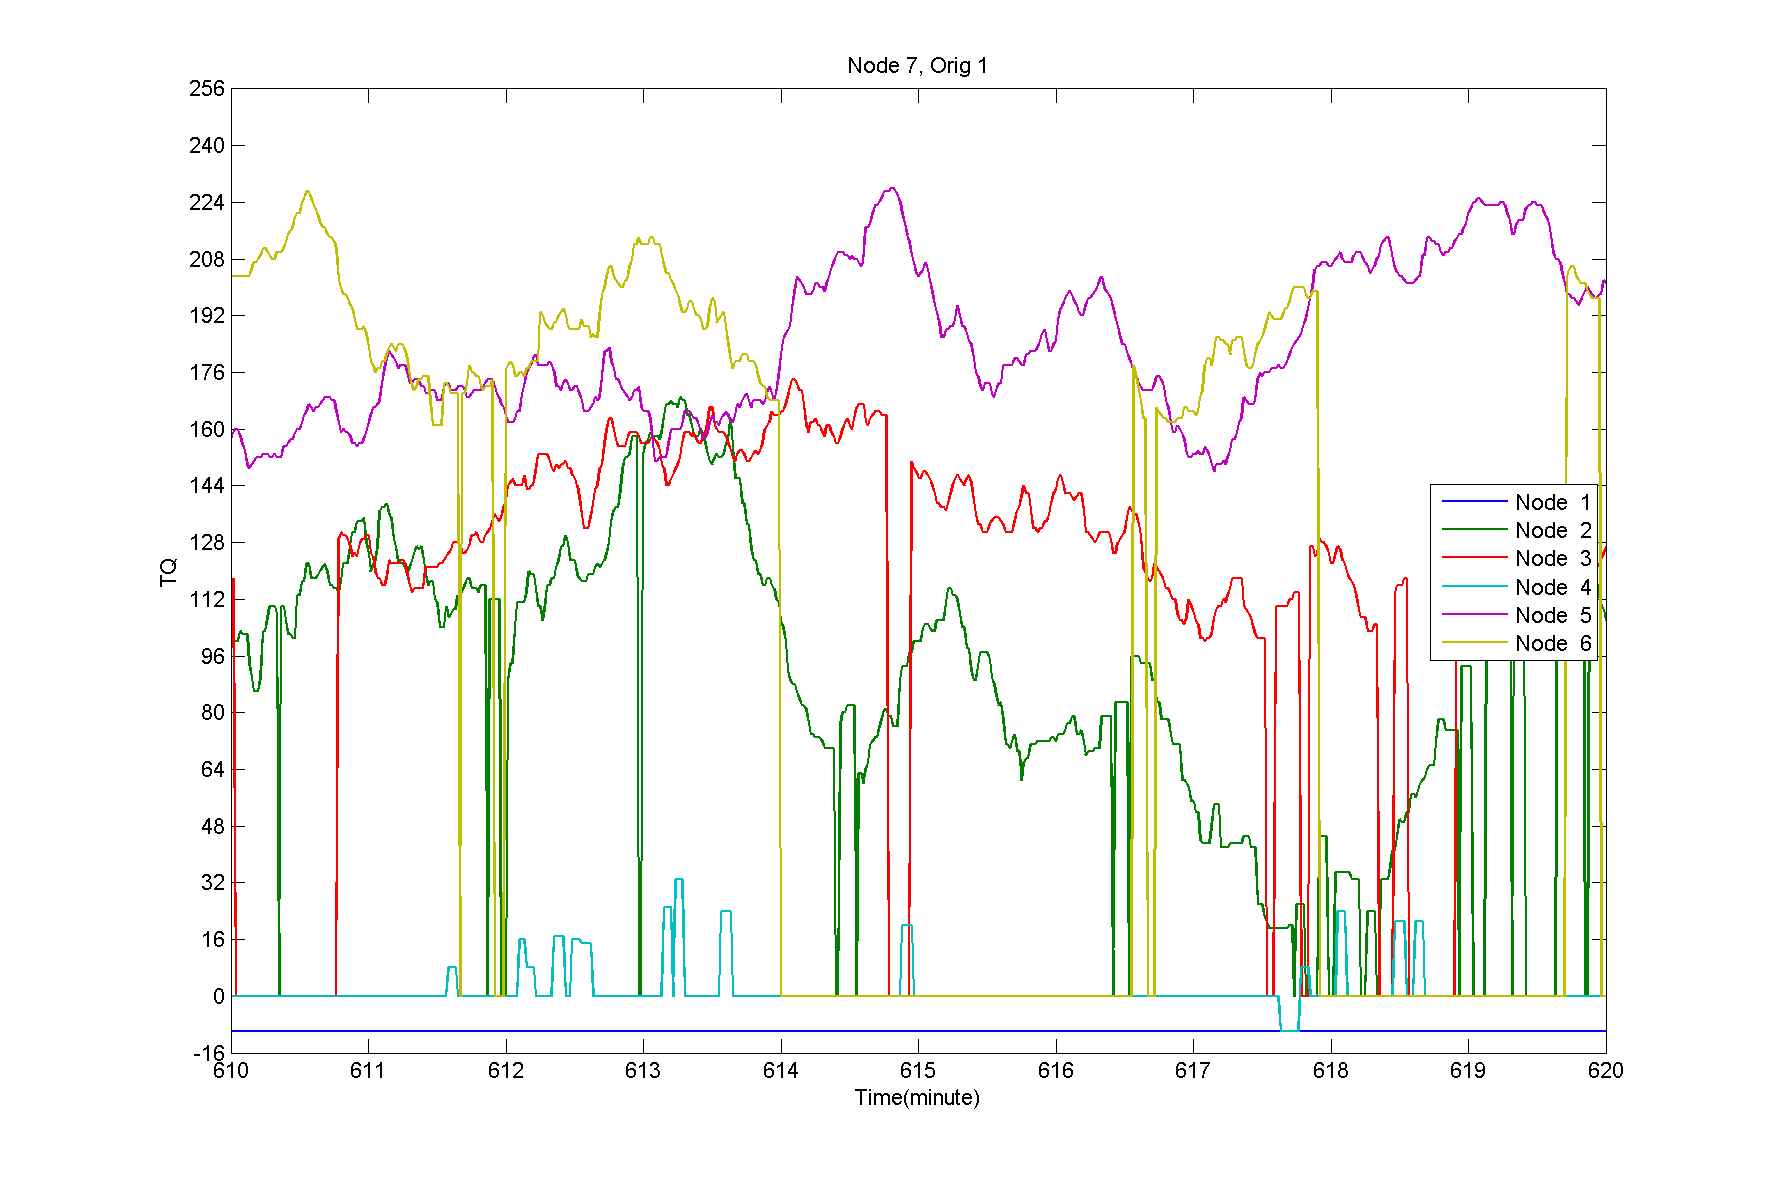 Node 7, Orig 1
256
240
224
208
192
176
160
144
128
112
96
80
64
48
32
16
0
-16
TQ
Node 1
Node 2
Node 3
Node 4
Node 5
Node 6
610 611 612 613 614 615 616 617 618 619 620
Time(minute)